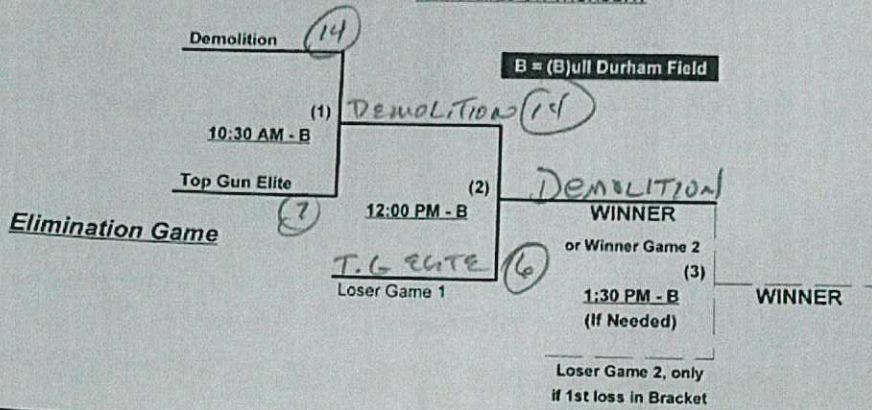 Demolition
14
B = (B)ull Durham Field
(1)
DEMOLITION
10:30 AM - B
Top Gun Elite
7
(2)
DEMOLITION
12:00 PM - B
WINNER
Elimination Game
or Winner Game 2
T. G ELITE
6
(3)
Loser Game 1
1:30 PM - B
WINNER
(If Needed)
Loser Game 2, only
if 1st loss in Bracket